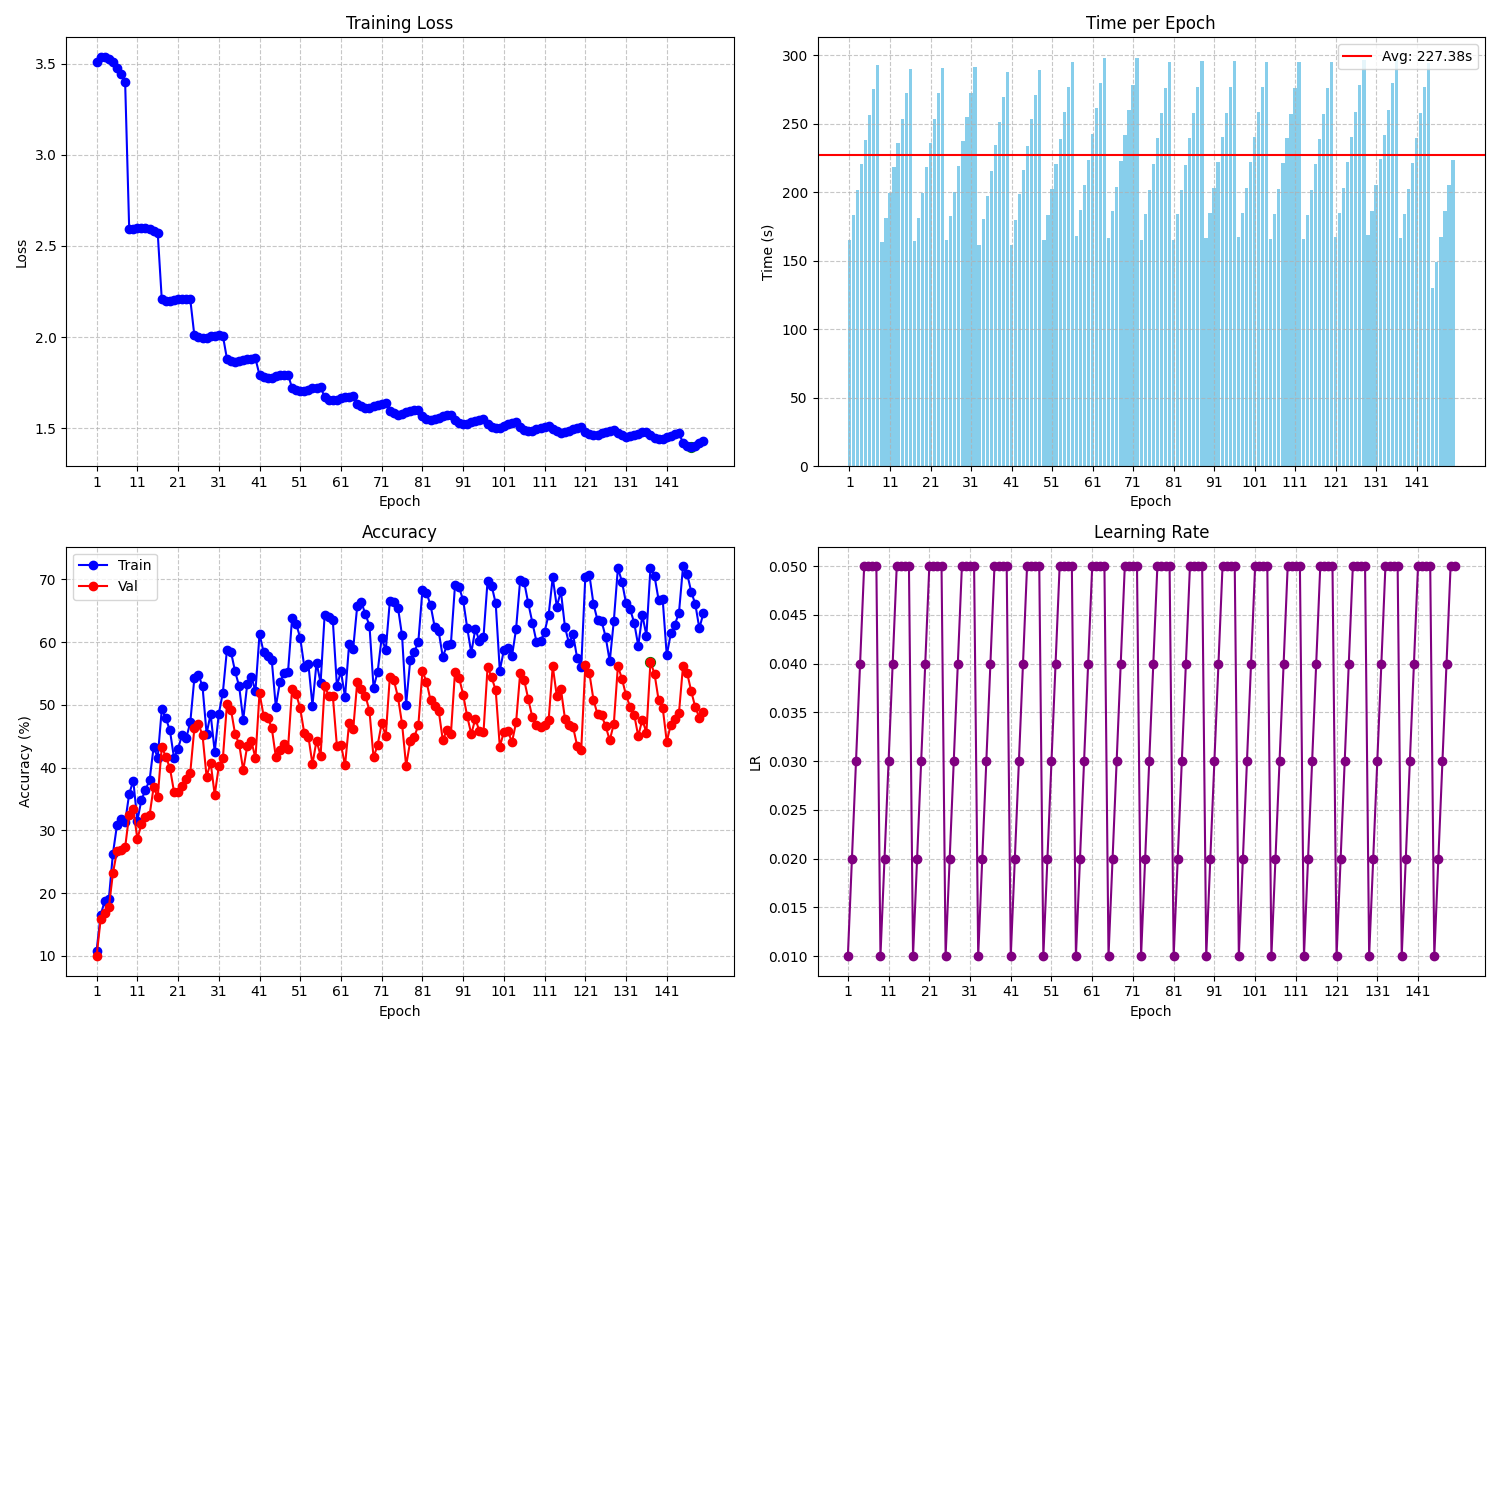 Training Loss
Loss
3.5
3.0
2.5
2.0
1.5
1 11 21 31 41 51 61 71 81 91 101 111 121 131 141
Epoch
Time per Epoch
Time (s)
300
250
200
150
100
50
0
Avg: 227.38s
1 11 21 31 41 51 61 71 81 91 101 111 121 131 141
Epoch
Accuracy
Accuracy (%)
Train
Val
70
60
50
40
30
20
10
1 11 21 31 41 51 61 71 81 91 101 111 121 131 141
Epoch
Learning Rate
LR
0.050
0.045
0.040
0.035
0.030
0.025
0.020
0.015
0.010
1 11 21 31 41 51 61 71 81 91 101 111 121 131 141
Epoch